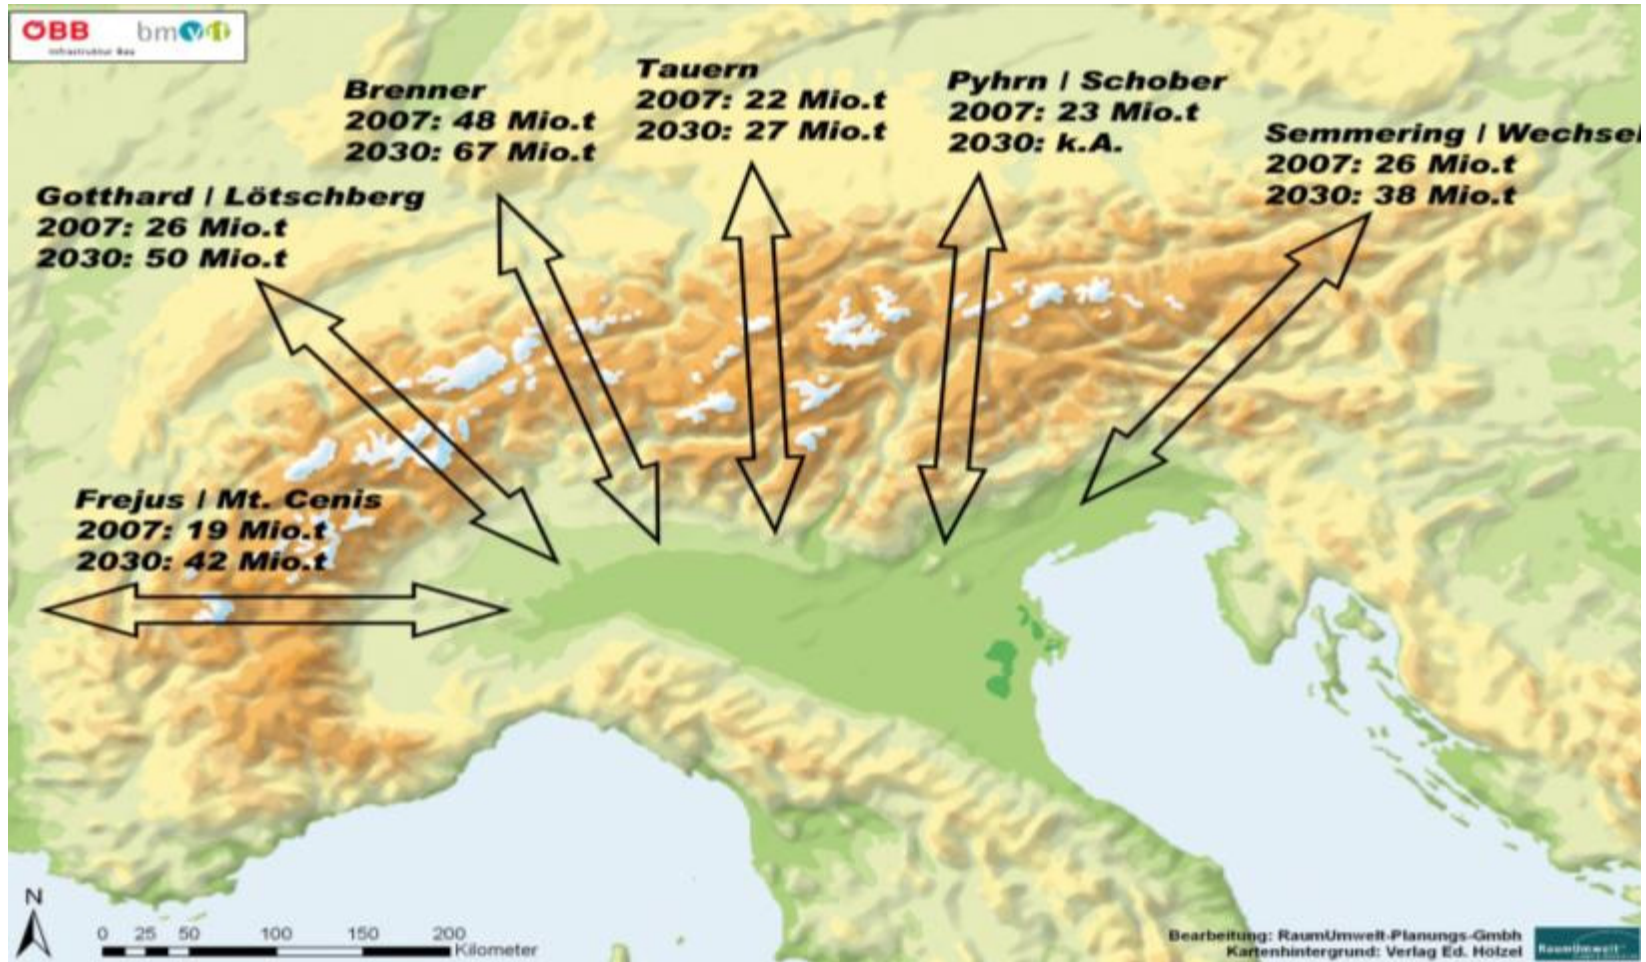 ÖBB bmvit
Infrastruktur Bau
Brenner
2007: 48 Mio.t
2030: 67 Mio.t
Tauern
2007: 22 Mio.t
2030: 27 Mio.t
Pyhrn / Schober
2007: 23 Mio.t
2030: k.A.
Semmering / Wechsel
2007: 26 Mio.t
2030: 38 Mio.t
Gotthard / Lötschberg
2007: 26 Mio.t
2030: 50 Mio.t
Frejus / Mt. Cenis
2007: 19 Mio.t
2030: 42 Mio.t
N
0 25 50 100 150 200
Kilometer
Bearbeitung: RaumUmwelt-Planungs-Gmbh
Kartenhintergrund: Verlag Ed. Hölzel
RaumUmwelt